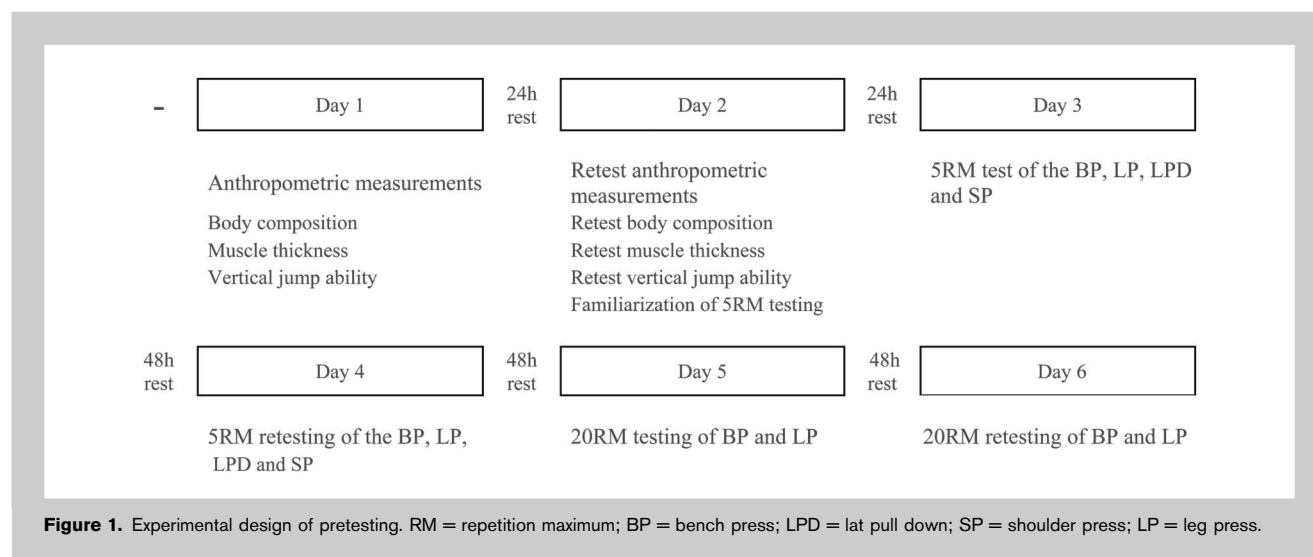 –
Day 1
24h
rest
Day 2
24h
rest
Day 3
Anthropometric measurements
Body composition
Muscle thickness
Vertical jump ability
Retest anthropometric
measurements
Retest body composition
Retest muscle thickness
Retest vertical jump ability
Familiarization of 5RM testing
5RM test of the BP, LP, LPD
and SP
48h
rest
Day 4
48h
rest
Day 5
48h
rest
Day 6
5RM retesting of the BP, LP,
LPD and SP
20RM testing of BP and LP
20RM retesting of BP and LP
Figure 1. Experimental design of pretesting. RM = repetition maximum; BP = bench press; LPD = lat pull down; SP = shoulder press; LP = leg press.